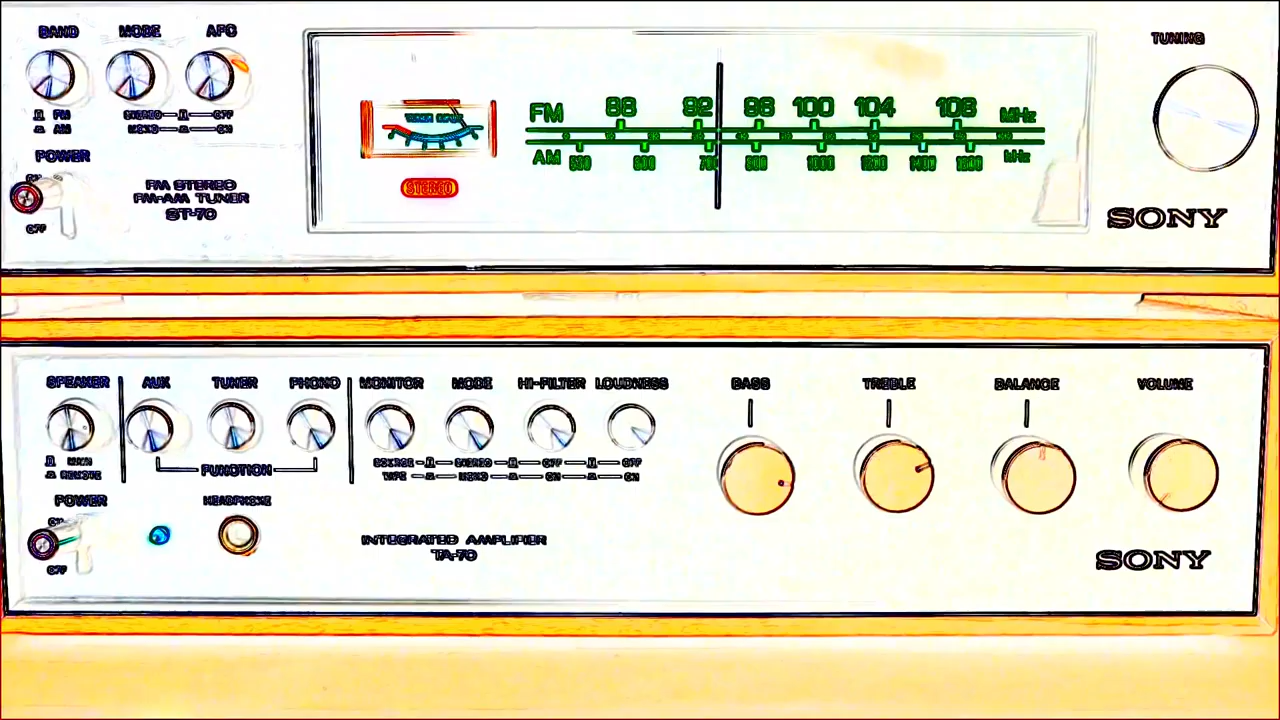 BAND MODE AFC
FM STEREO OFF
AM MONO ON
POWER
ON
OFF
FM STEREO
FM-AM TUNER
ST-70
STEREO
FM 88 92 96 100 104 108 MHz
AM 530 600 700 800 1000 1200 1400 1600 kHz
TUNING
SONY
SPEAKER AUX TUNER PHONO MONITOR MODE HI-FILTER LOUDNESS BASS TREBLE BALANCE VOLUME
MAIN SOURCE STEREO OFF OFF
REMOTE FUNCTION TAPE MONO ON ON
POWER HEADPHONE
ON
OFF
INTEGRATED AMPLIFIER
TA-70
SONY